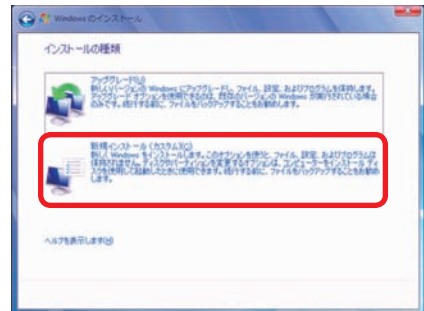 Windows のインストール
インストールの種類
アップグレード(U)
新しいバージョンの Windows にアップグレードし、ファイル、設定、およびプログラムを保持します。
アップグレード オプションを使用できるのは、既存のバージョンの Windows が実行されている場合
のみです。続行する前に、ファイルをバックアップすることをお勧めします。
新規インストール (カスタム)(C)
新しく Windows をインストールします。このオプションを使うと、ファイル、設定、およびプログラムは
保持されません。ディスクやパーティションを変更するオプションは、コンピューターをインストール ディ
スクを使用して起動したときに使用できます。続行する前に、ファイルをバックアップすることをお勧め
します。
ヘルプを表示します(H)